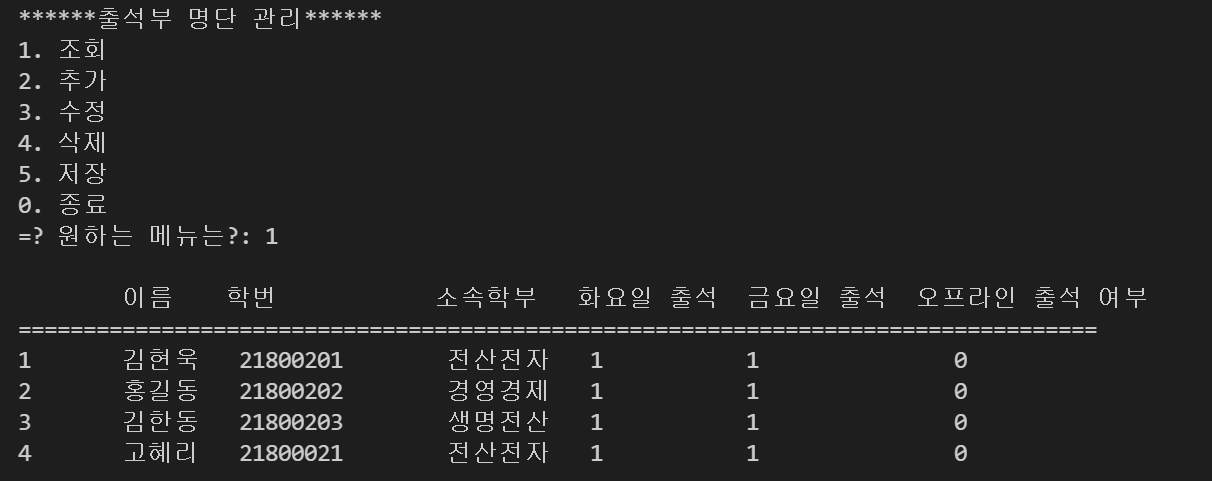 ******출석부 명단 관리******
1. 조회
2. 추가
3. 수정
4. 삭제
5. 저장
0. 종료
=? 원하는 메뉴는?: 1
이름 학번 소속학부 화요일 출석 금요일 출석 오프라인 출석 여부
===================================================================================
1 김현욱 21800201 전산전자 1 1 0
2 홍길동 21800202 경영경제 1 1 0
3 김한동 21800203 생명전산 1 1 0
4 고혜리 21800021 전산전자 1 1 0